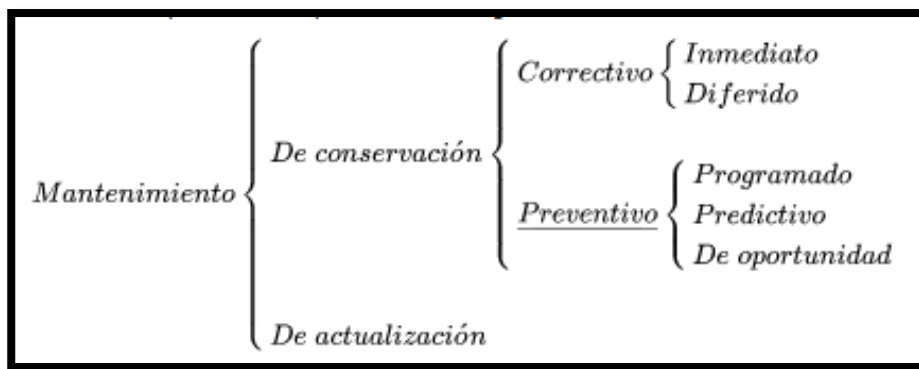 Mantenimiento
De conservación
Correctivo
Inmediato
Diferido
Preventivo
Programado
Predictivo
De oportunidad
De actualización